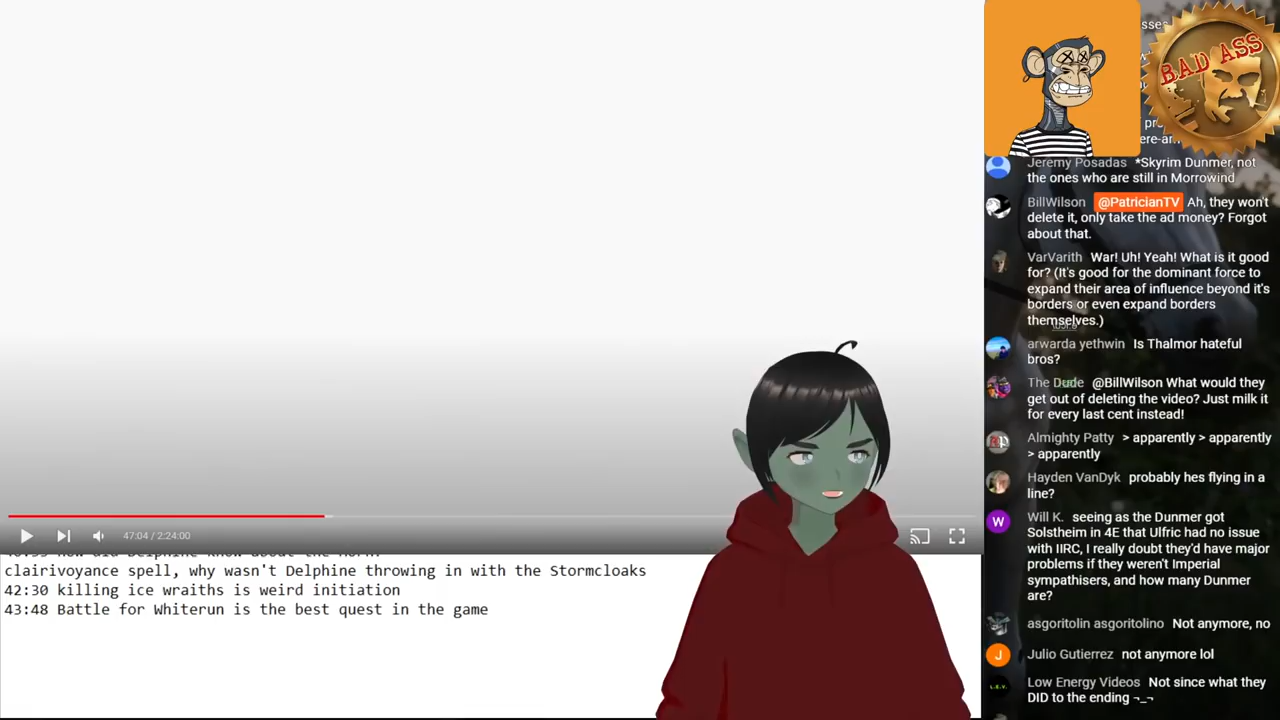 47:04 / 2:24:00
clairivoyance spell, why wasn't Delphine throwing in with the Stormcloaks
42:30 killing ice wraiths is weird initiation
43:48 Battle for Whiterun is the best quest in the game
BAD ASS
Jeremy Posadas *Skyrim Dunmer, not
the ones who are still in Morrowind
BillWilson @PatricianTV Ah, they won't
delete it, only take the ad money? Forgot
about that.
VarVarith War! Uh! Yeah! What is it good
for? (It's good for the dominant force to
expand their area of influence beyond it's
borders or even expand borders
themselves.)
arwarda yethwin Is Thalmor hateful
bros?
The Dude @BillWilson What would they
get out of deleting the video? Just milk it
for every last cent instead!
Almighty Patty > apparently > apparently
> apparently
Hayden VanDyk probably hes flying in a
line?
Will K. seeing as the Dunmer got
Solstheim in 4E that Ulfric had no issue
with IIRC, I really doubt they'd have major
problems if they weren't Imperial
sympathisers, and how many Dunmer
are?
asgoritolin asgoritolino Not anymore, no
Julio Gutierrez not anymore lol
Low Energy Videos Not since what they
DID to the ending ¬_¬